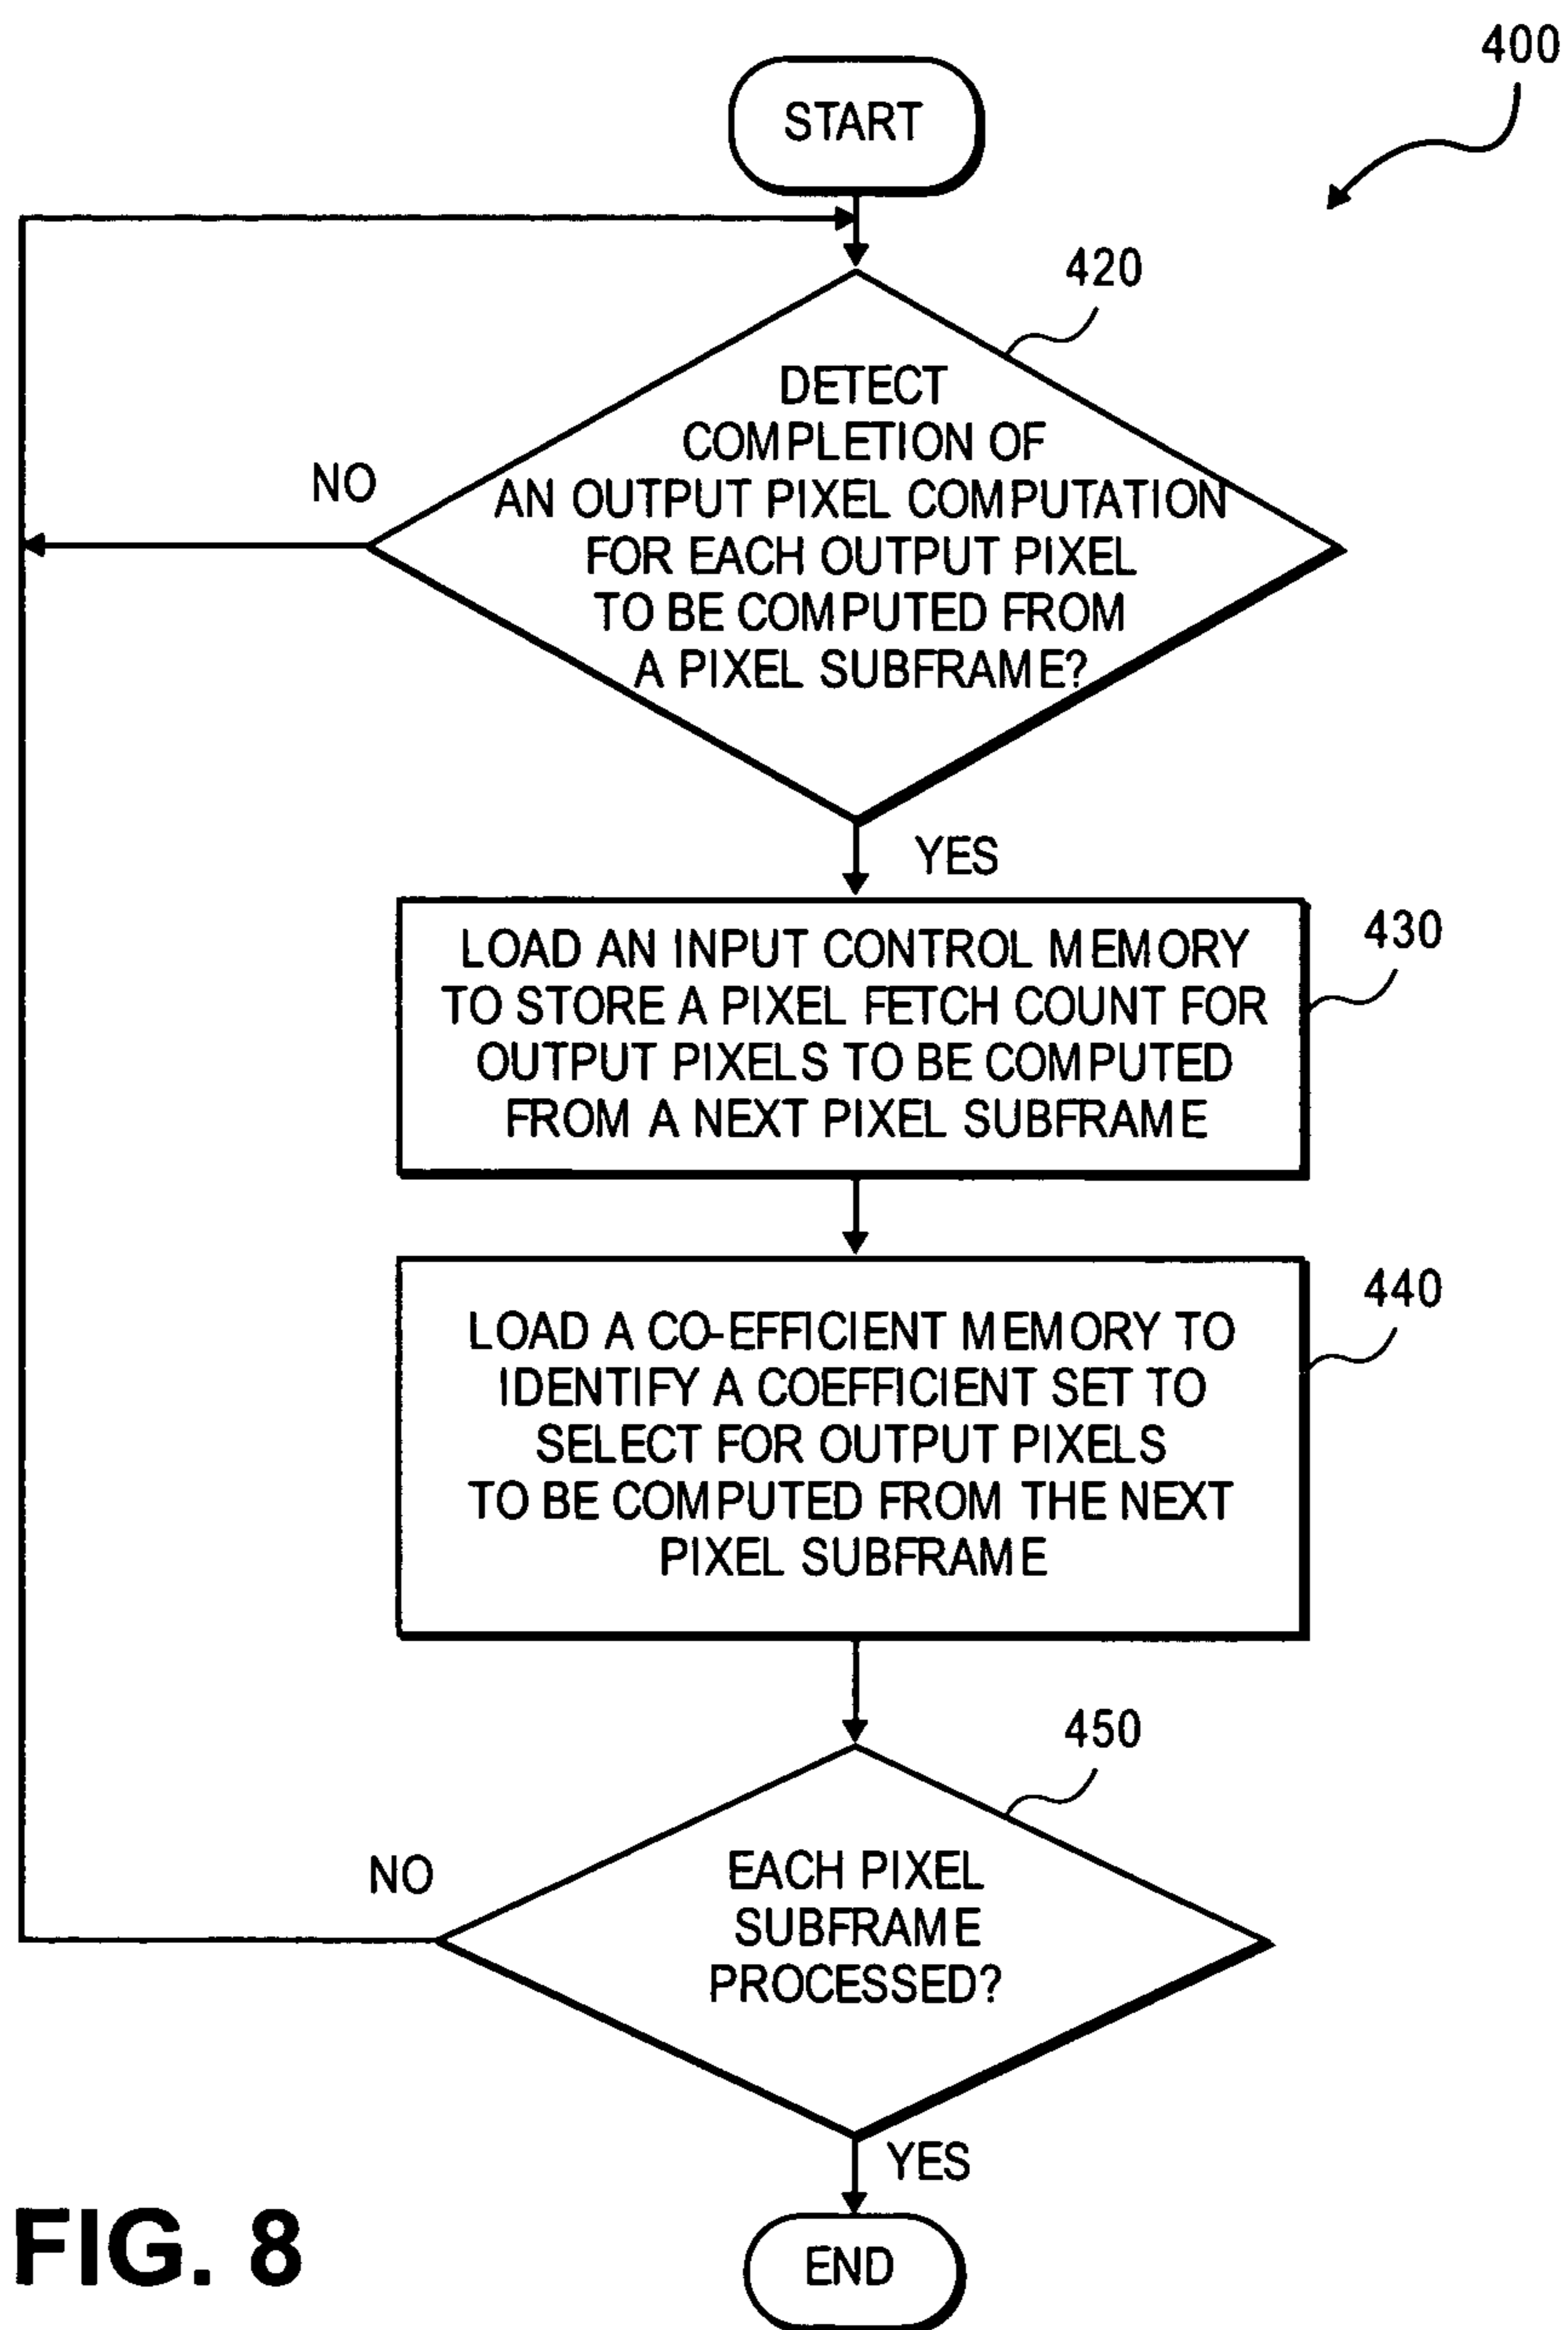 400
START
420
DETECT
COMPLETION OF
AN OUTPUT PIXEL COMPUTATION
FOR EACH OUTPUT PIXEL
TO BE COMPUTED FROM
A PIXEL SUBFRAME?
NO
YES
430
LOAD AN INPUT CONTROL MEMORY
TO STORE A PIXEL FETCH COUNT FOR
OUTPUT PIXELS TO BE COMPUTED
FROM A NEXT PIXEL SUBFRAME
440
LOAD A CO-EFFICIENT MEMORY TO
IDENTIFY A COEFFICIENT SET TO
SELECT FOR OUTPUT PIXELS
TO BE COMPUTED FROM THE NEXT
PIXEL SUBFRAME
450
EACH PIXEL
SUBFRAME
PROCESSED?
NO
YES
END
FIG. 8